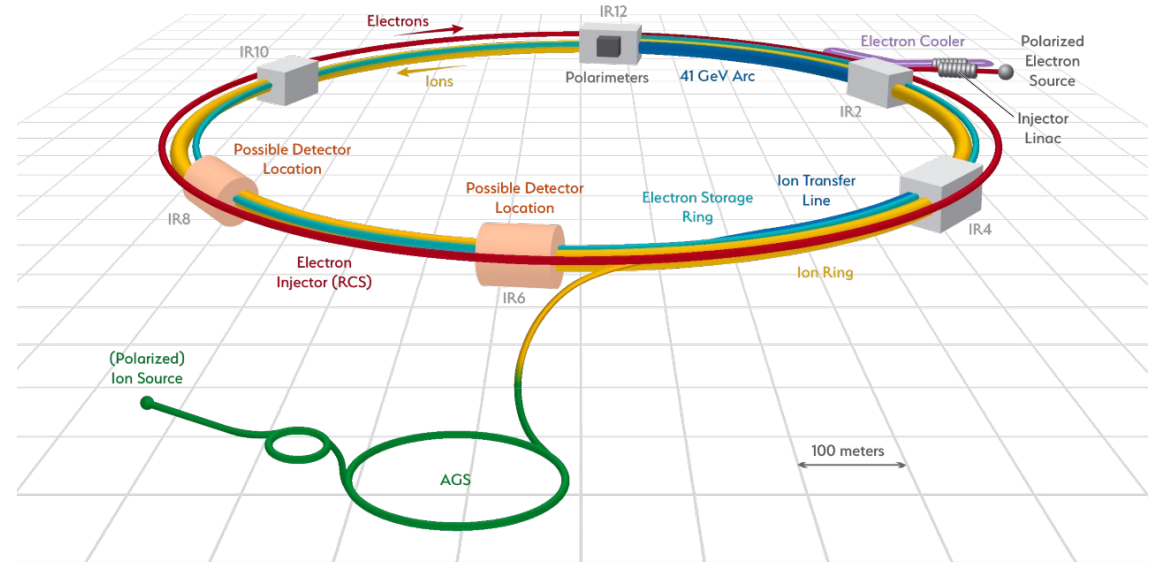 IR12
Electrons
IR10
Electron Cooler
Polarized
Electron
Source
Ions
Polarimeters
41 GeV Arc
IR2
Injector
Linac
Possible Detector
Location
Possible Detector
Location
Ion Transfer
Line
Electron Storage
Ring
IR8
IR4
Electron
Injector (RCS)
Ion Ring
IR6
(Polarized)
Ion Source
100 meters
AGS